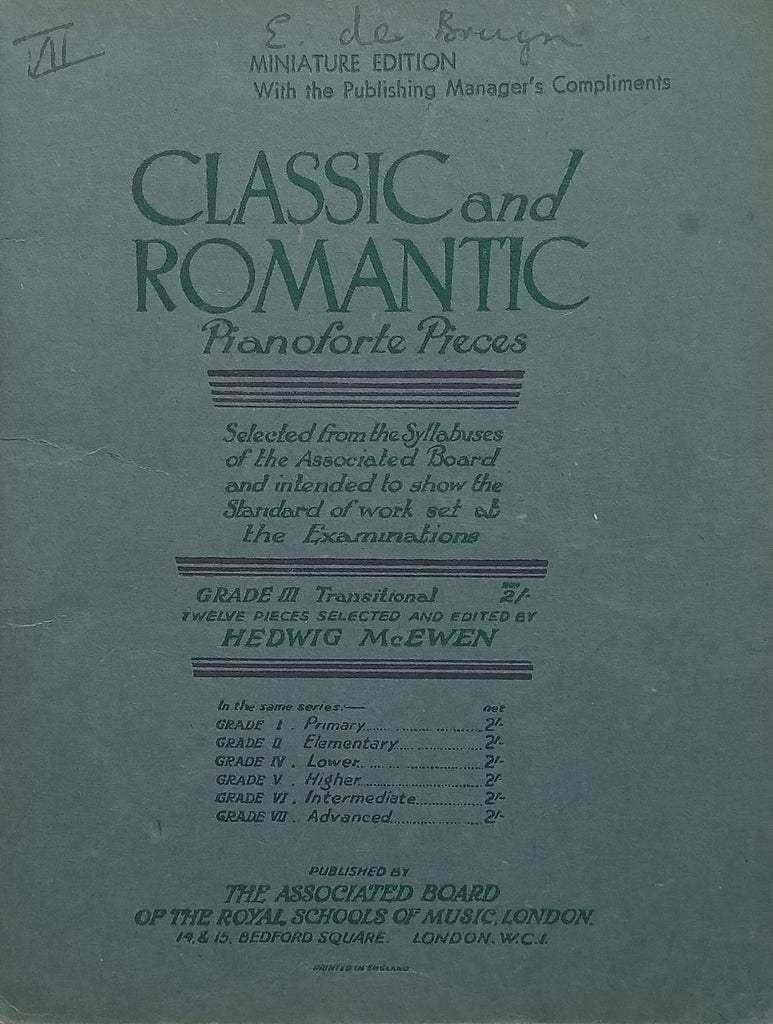 VII
E. de Bruyn
MINIATURE EDITION
With the Publishing Manager's Compliments
CLASSIC and
ROMANTIC
Pianoforte Pieces
Selected from the Syllabuses
of the Associated Board
and intended to show the
Standard of work set at
the Examinations
GRADE III Transitional net 2/-
TWELVE PIECES SELECTED AND EDITED BY
HEDWIG McEWEN
In the same series:— net
GRADE I . Primary.................... 2/-
GRADE II Elementary.............. 2/-
GRADE IV . Lower.................... 2/-
GRADE V . Higher.................... 2/-
GRADE VI . Intermediate........... 2/-
GRADE VII . Advanced................ 2/-
PUBLISHED BY
THE ASSOCIATED BOARD
OF THE ROYAL SCHOOLS OF MUSIC, LONDON.
14, & 15, BEDFORD SQUARE. LONDON. W.C.1.
PRINTED IN ENGLAND